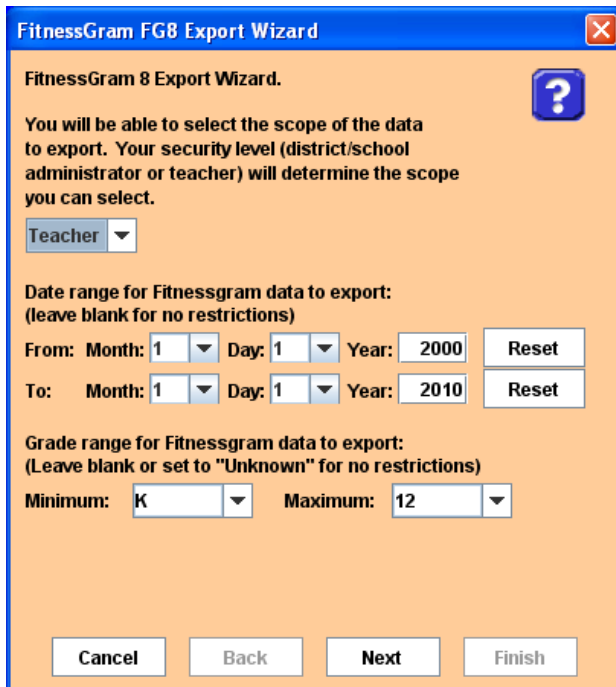 FitnessGram FG8 Export Wizard
FitnessGram 8 Export Wizard.
?
You will be able to select the scope of the data
to export. Your security level (district/school
administrator or teacher) will determine the scope
you can select.
Teacher
Date range for Fitnessgram data to export:
(leave blank for no restrictions)
From: Month: 1 Day: 1 Year: 2000 Reset
To: Month: 1 Day: 1 Year: 2010 Reset
Grade range for Fitnessgram data to export:
(Leave blank or set to "Unknown" for no restrictions)
Minimum: K Maximum: 12
Cancel Back Next Finish